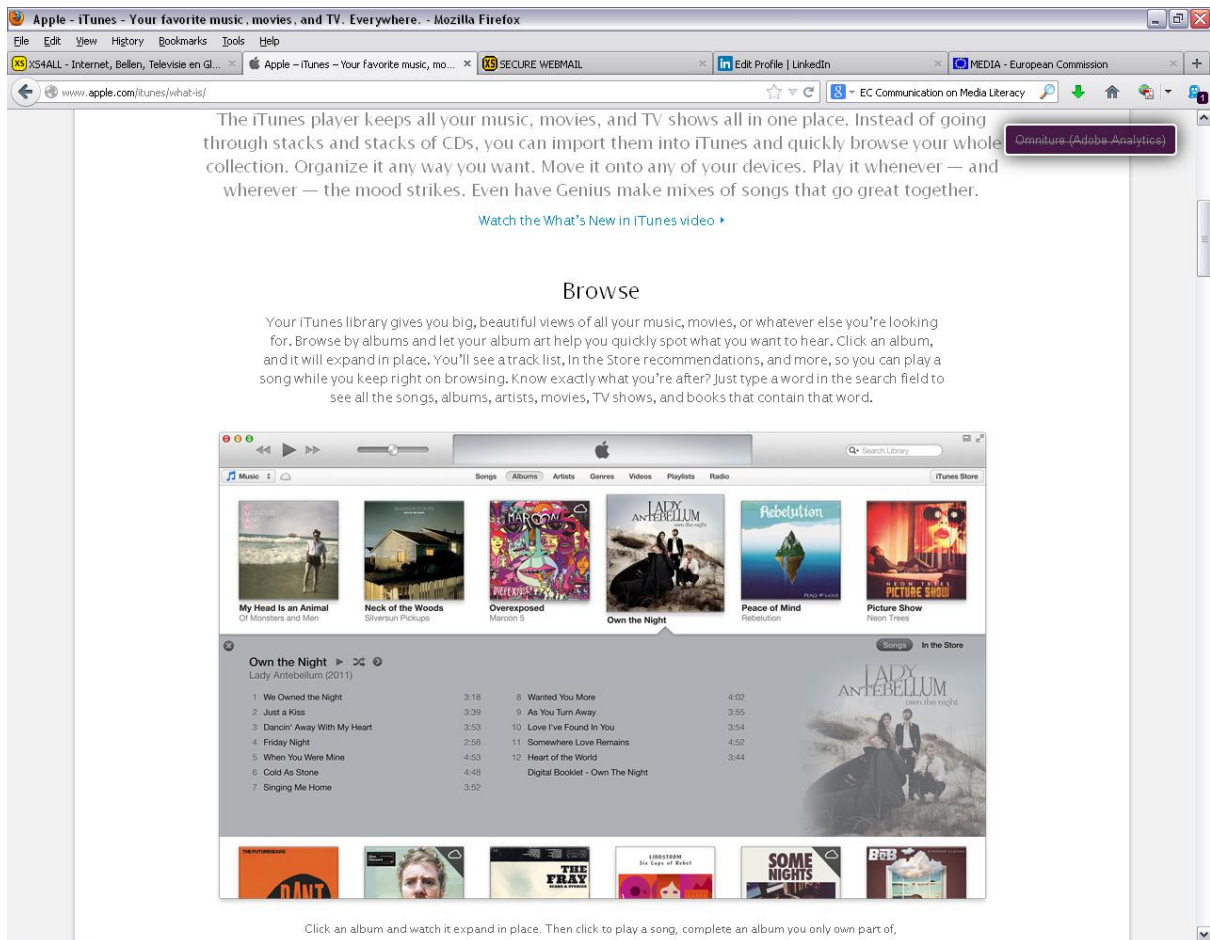 Apple - iTunes - Your favorite music, movies, and TV. Everywhere. - Mozilla Firefox
File Edit View History Bookmarks Tools Help
XS XS4ALL - Internet, Bellen, Televisie en Gl...
Apple – iTunes – Your favorite music, mo...
XS SECURE WEBMAIL
in Edit Profile | LinkedIn
MEDIA - European Commission
www.apple.com/itunes/what-is/
8 EC Communication on Media Literacy
1
The iTunes player keeps all your music, movies, and TV shows all in one place. Instead of going
through stacks and stacks of CDs, you can import them into iTunes and quickly browse your whole
Omniture (Adobe Analytics)
collection. Organize it any way you want. Move it onto any of your devices. Play it whenever — and
wherever — the mood strikes. Even have Genius make mixes of songs that go great together.
Watch the What's New in iTunes video
Browse
Your iTunes library gives you big, beautiful views of all your music, movies, or whatever else you're looking
for. Browse by albums and let your album art help you quickly spot what you want to hear. Click an album,
and it will expand in place. You'll see a track list, In the Store recommendations, and more, so you can play a
song while you keep right on browsing. Know exactly what you're after? Just type a word in the search field to
see all the songs, albums, artists, movies, TV shows, and books that contain that word.
Search Library
Music
Songs Albums Artists Genres Videos Playlists Radio
iTunes Store
MAROON 5
OVEREXPOSED
LADY ANTEBELLUM
own the night
Rebelution
PEACE OF MIND
NEON TREES
PICTURE SHOW
My Head Is an Animal
Of Monsters and Men
Neck of the Woods
Silversun Pickups
Overexposed
Maroon 5
Own the Night
Peace of Mind
Rebelution
Picture Show
Neon Trees
Songs In the Store
Own the Night
Lady Antebellum (2011)
1 We Owned the Night 3:18
2 Just a Kiss 3:39
3 Dancin' Away With My Heart 3:53
4 Friday Night 2:58
5 When You Were Mine 4:53
6 Cold As Stone 4:48
7 Singing Me Home 3:52
8 Wanted You More 4:02
9 As You Turn Away 3:55
10 Love I've Found In You 3:54
11 Somewhere Love Remains 4:52
12 Heart of the World 3:44
Digital Booklet - Own The Night
LADY
ANTEBELLUM
own the night
THE FUTUREHEADS
THE
FRAY
SCARS & STORIES
LINDSTROM
Six Cups of Rebel
SOME
NIGHTS
B.o.B
Click an album and watch it expand in place. Then click to play a song, complete an album you only own part of,